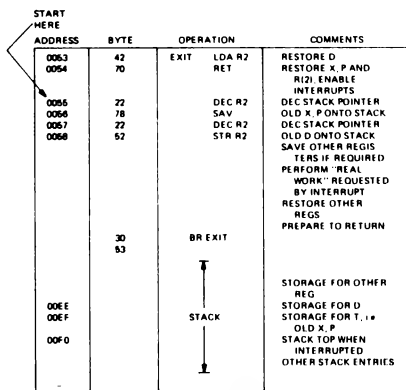 START
HERE
ADDRESS BYTE OPERATION COMMENTS
0053 42 EXIT LDA R2 RESTORE D
0054 70 RET RESTORE X, P AND
R(2), ENABLE
INTERRUPTS
0055 22 DEC R2 DEC STACK POINTER
0056 78 SAV OLD X, P ONTO STACK
0057 22 DEC R2 DEC STACK POINTER
0058 52 STR R2 OLD D ONTO STACK
SAVE OTHER REGIS
TERS IF REQUIRED
PERFORM "REAL
WORK" REQUESTED
BY INTERRUPT
RESTORE OTHER
REGS
PREPARE TO RETURN
30 BR EXIT
53
STORAGE FOR OTHER
REG
00EE STORAGE FOR D
00EF STACK STORAGE FOR T, i e
OLD X, P
00F0 STACK TOP WHEN
INTERRUPTED
OTHER STACK ENTRIES